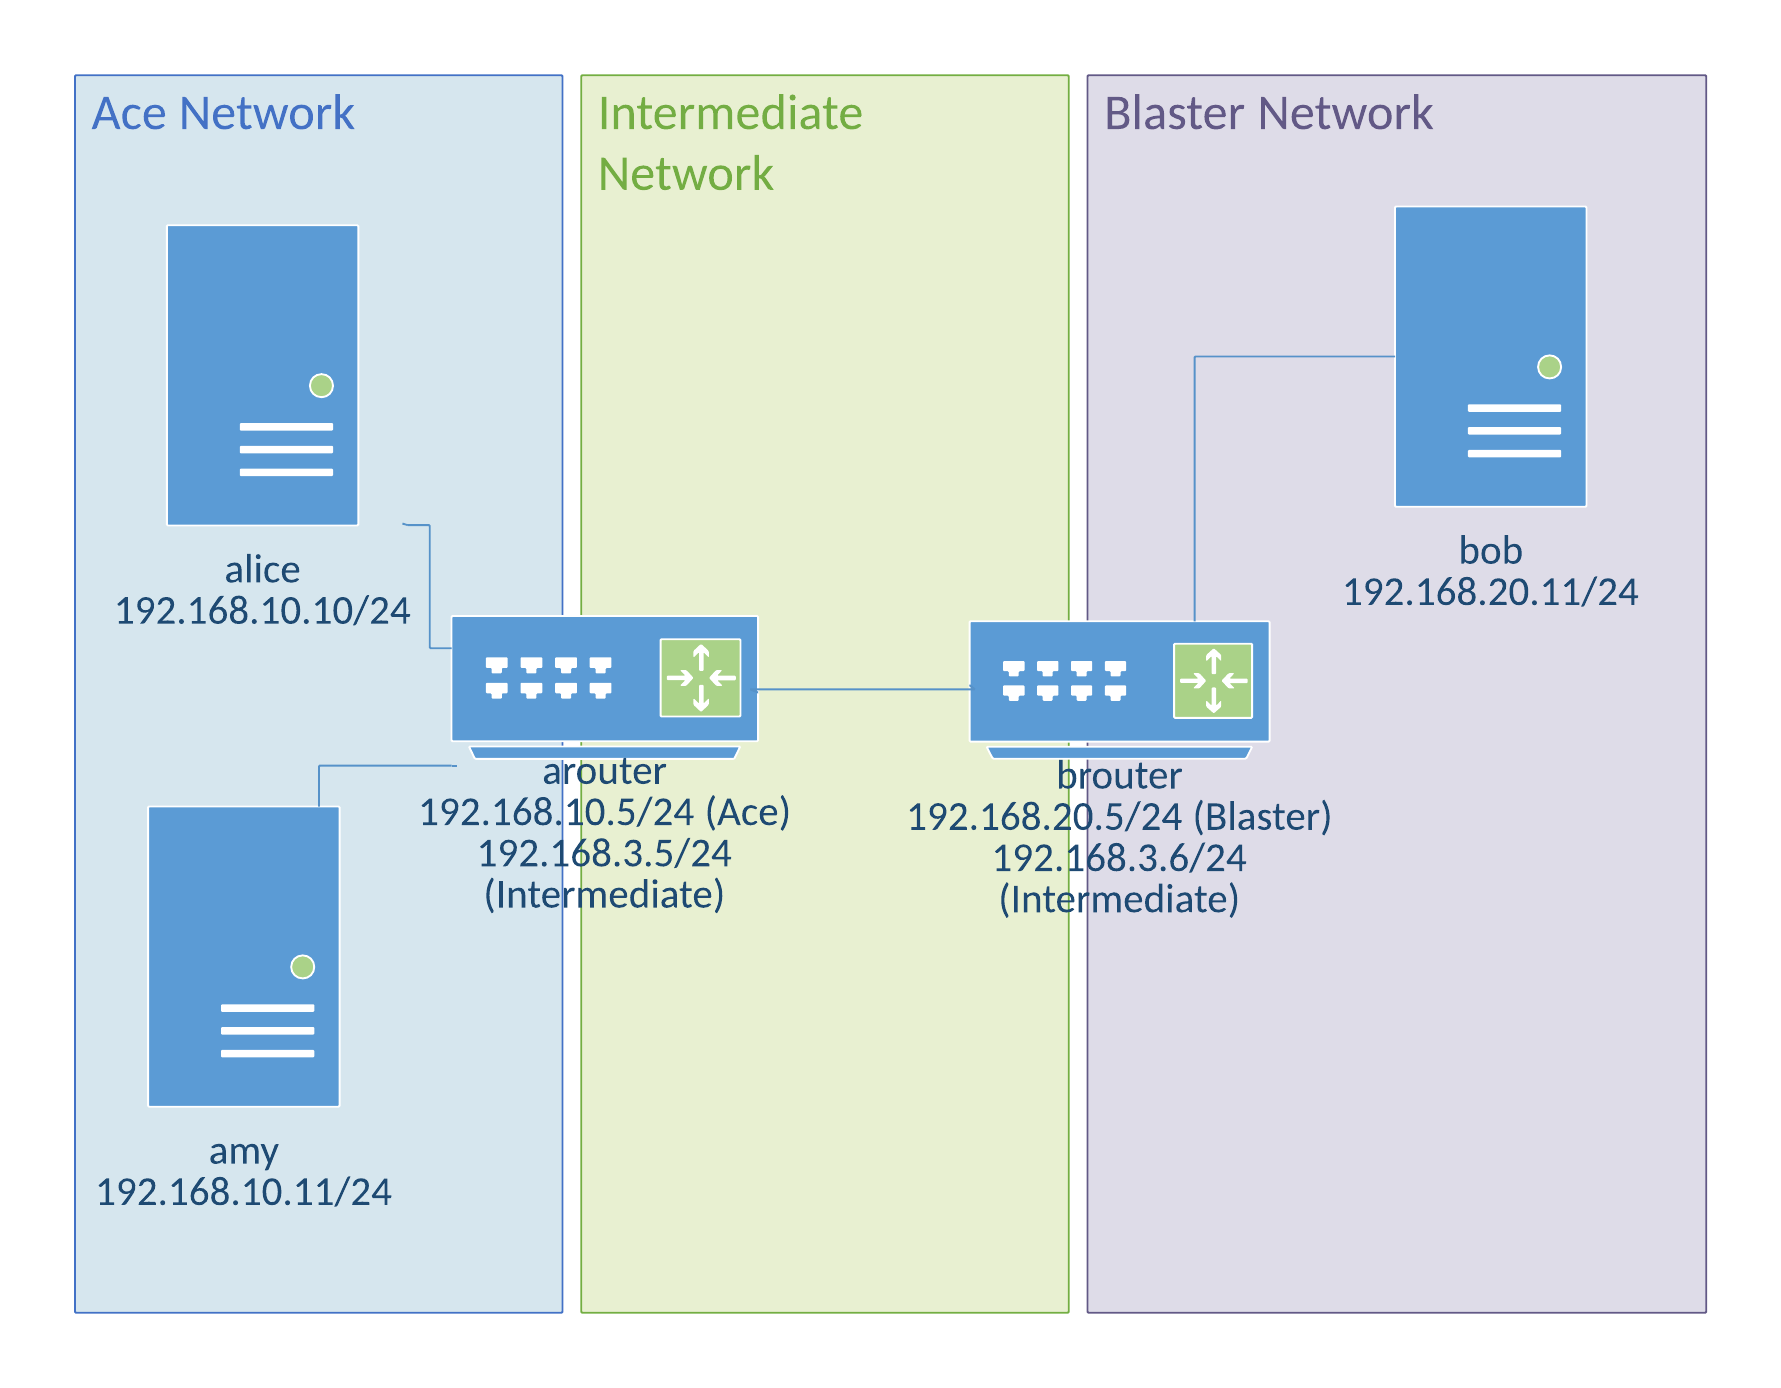 Ace Network
Intermediate
Network
Blaster Network
alice
192.168.10.10/24
bob
192.168.20.11/24
arouter
192.168.10.5/24 (Ace)
192.168.3.5/24
(Intermediate)
brouter
192.168.20.5/24 (Blaster)
192.168.3.6/24
(Intermediate)
amy
192.168.10.11/24